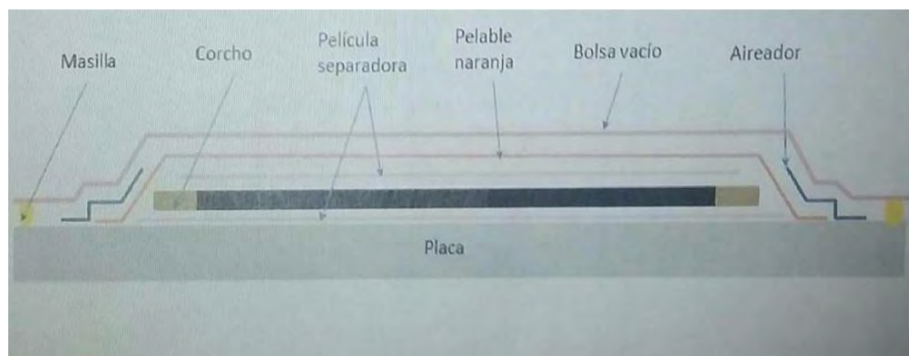 Masilla
Corcho
Película
separadora
Pelable
naranja
Bolsa vacío
Aireador
Placa